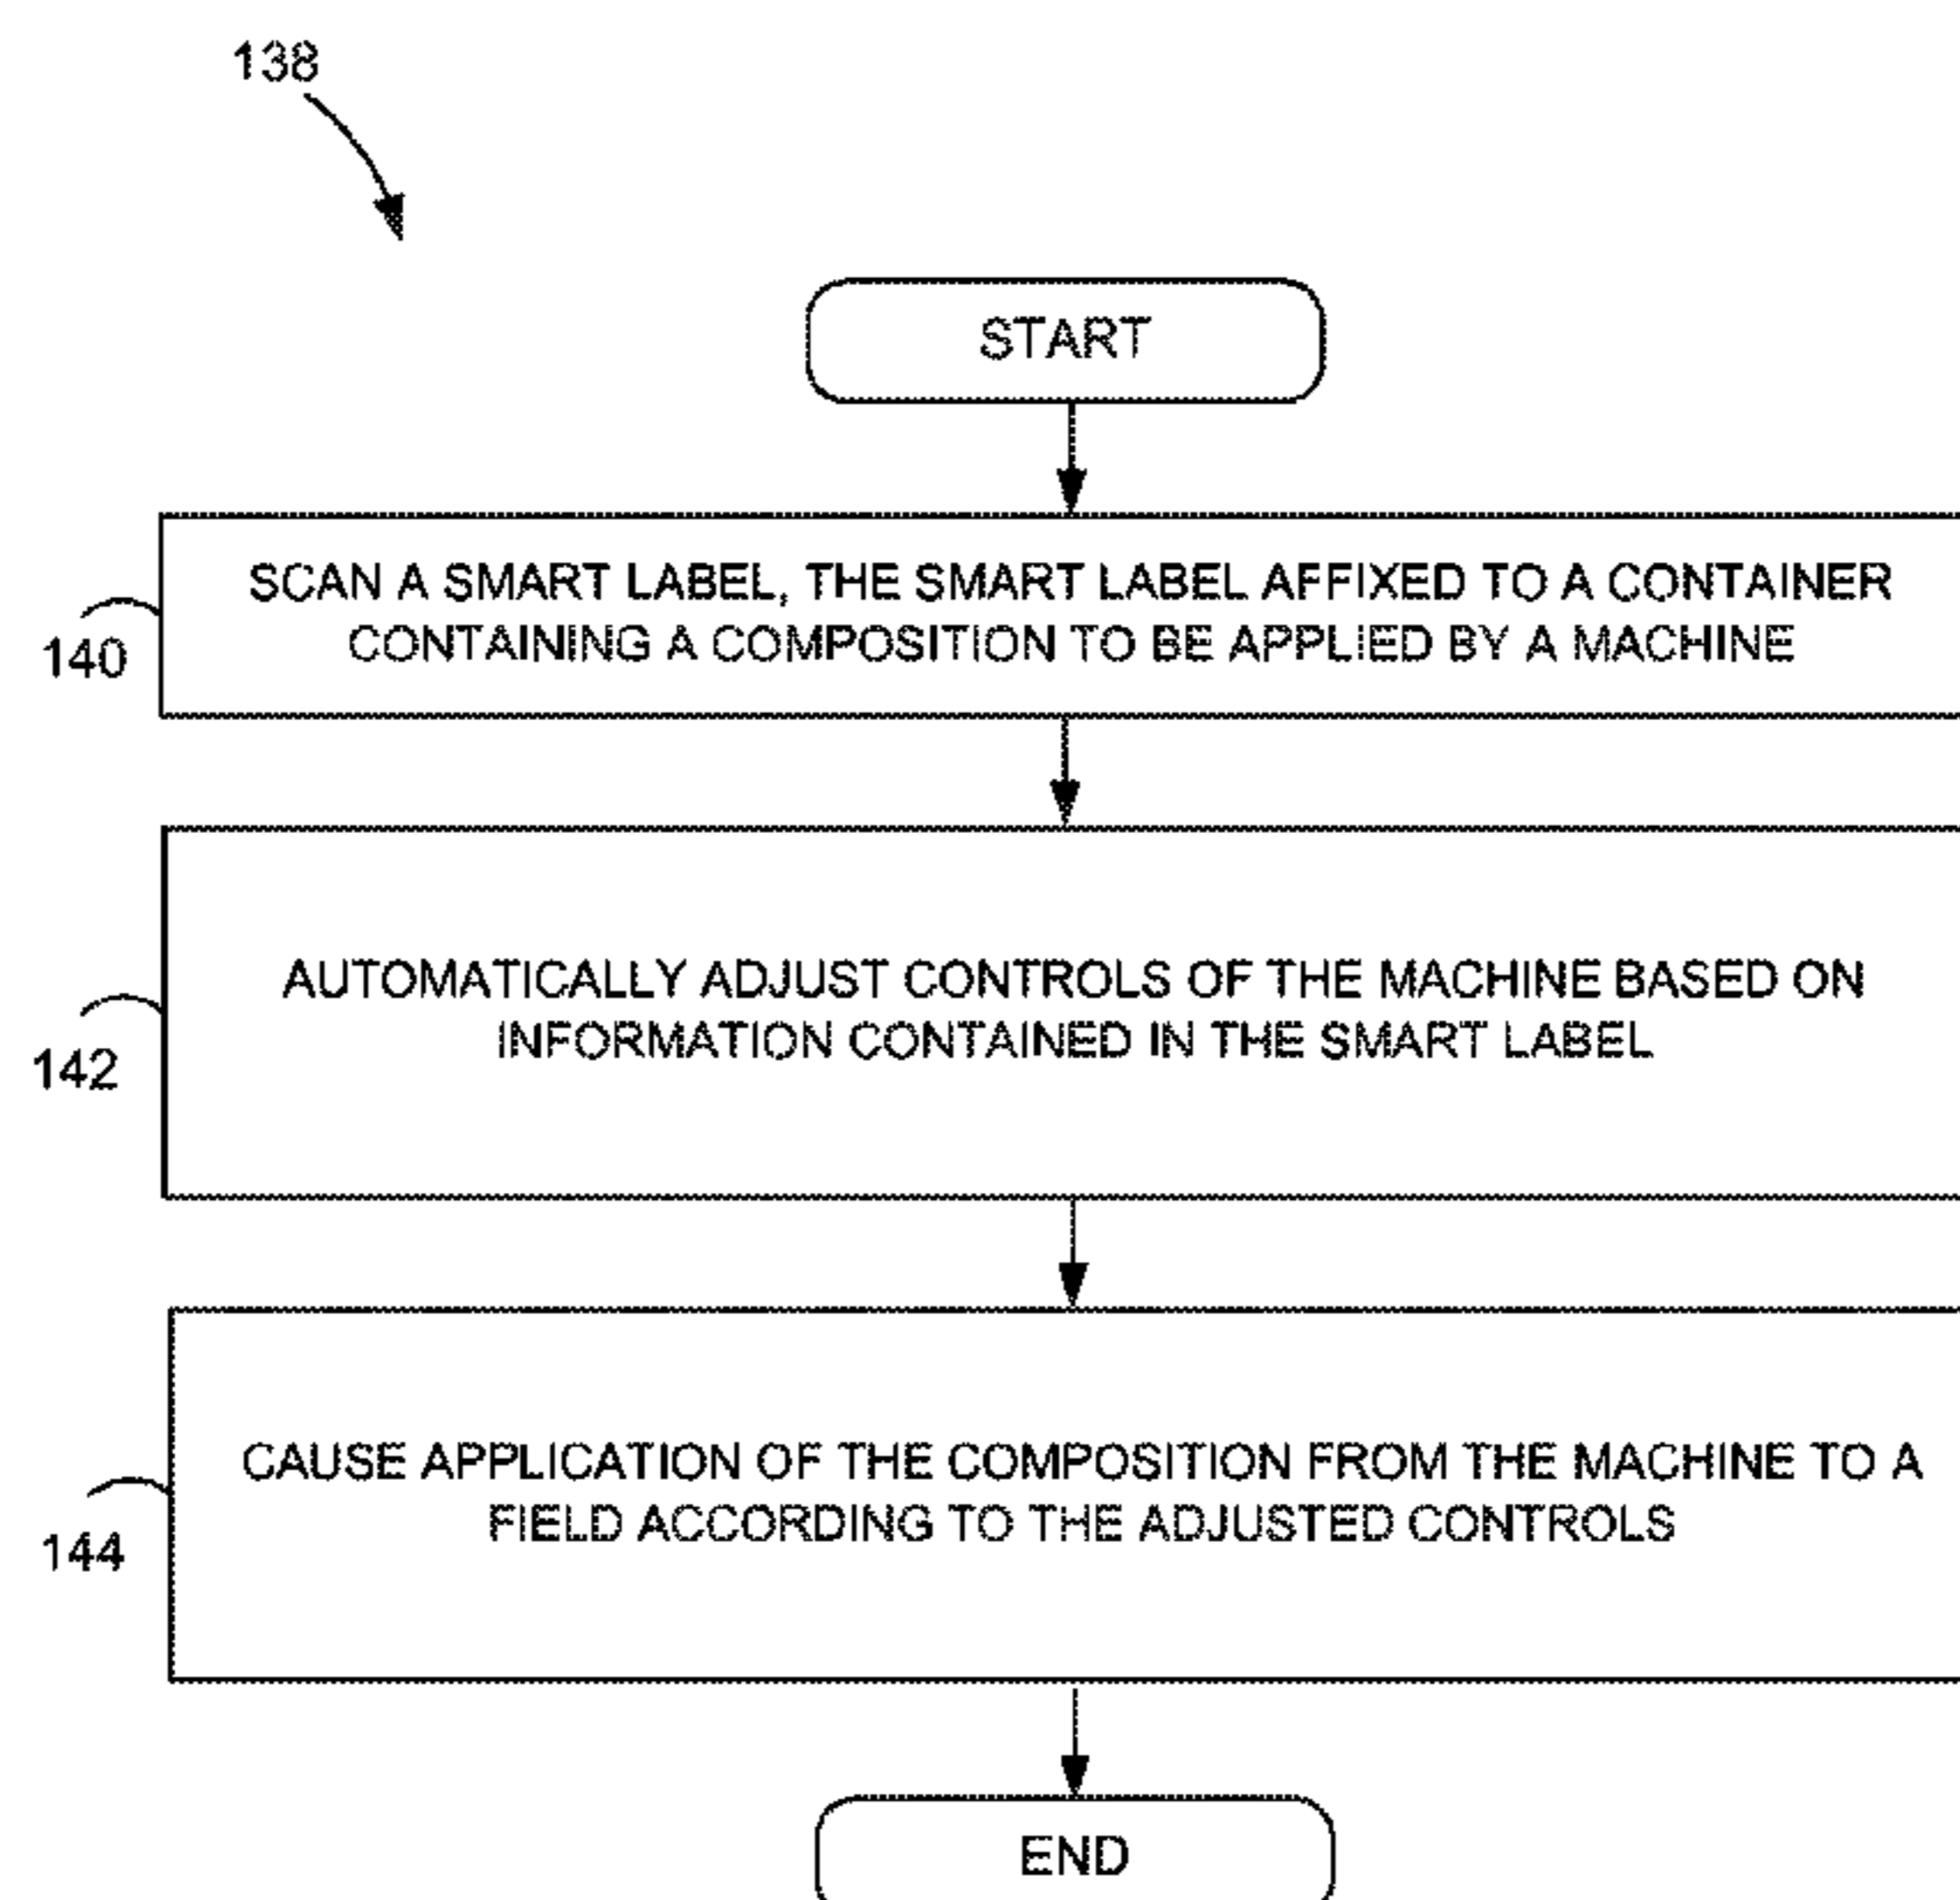 138
START
SCAN A SMART LABEL, THE SMART LABEL AFFIXED TO A CONTAINER
CONTAINING A COMPOSITION TO BE APPLIED BY A MACHINE
140
AUTOMATICALLY ADJUST CONTROLS OF THE MACHINE BASED ON
INFORMATION CONTAINED IN THE SMART LABEL
142
CAUSE APPLICATION OF THE COMPOSITION FROM THE MACHINE TO A
FIELD ACCORDING TO THE ADJUSTED CONTROLS
144
END